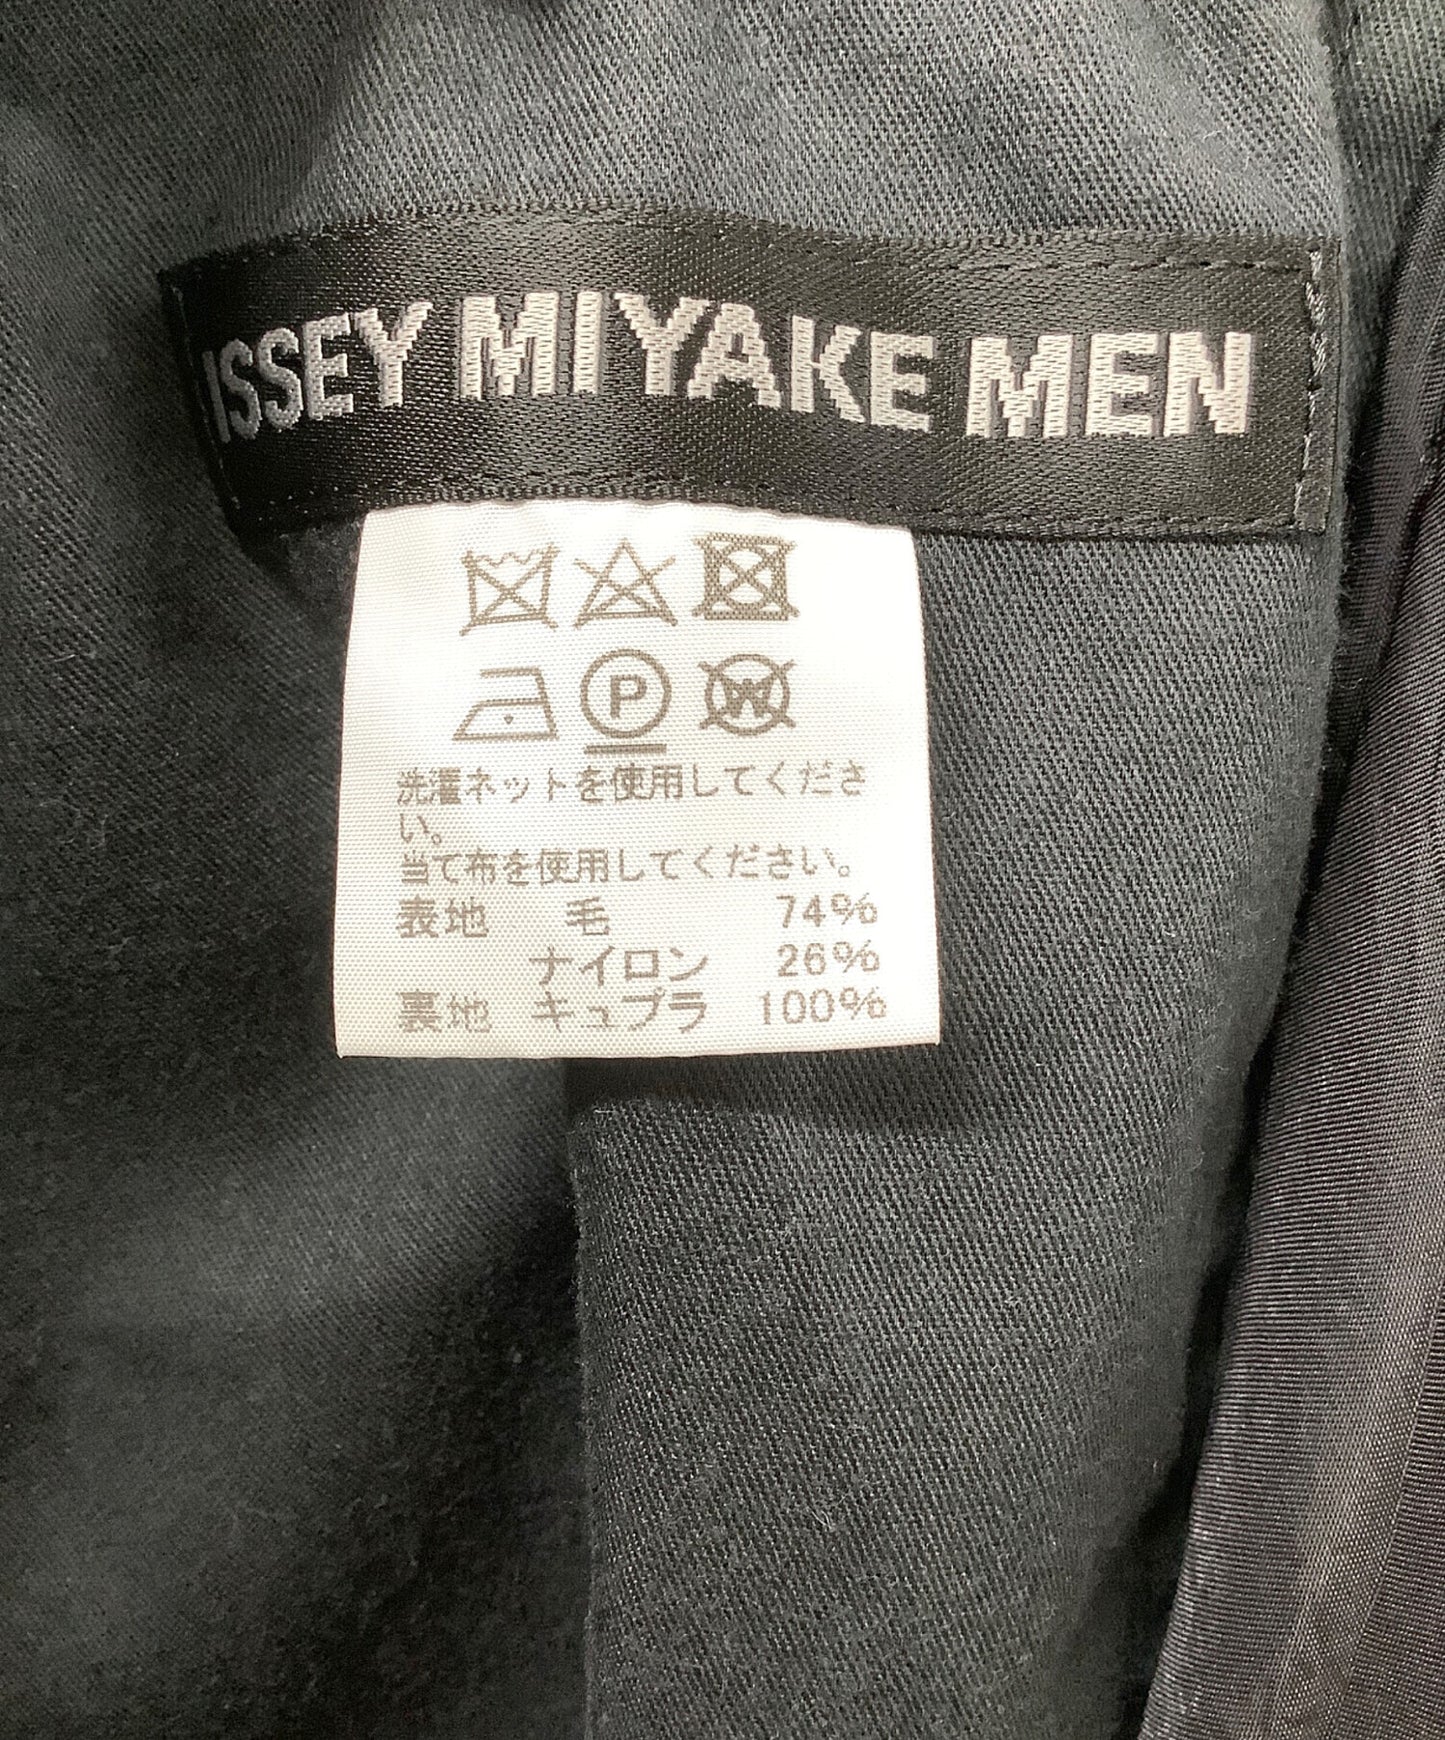 ISSEY MIYAKE MEN
P W
洗濯ネットを使用してくださ
い。
当て布を使用してください。
表地 毛 74%
ナイロン 26%
裏地 キュプラ 100%